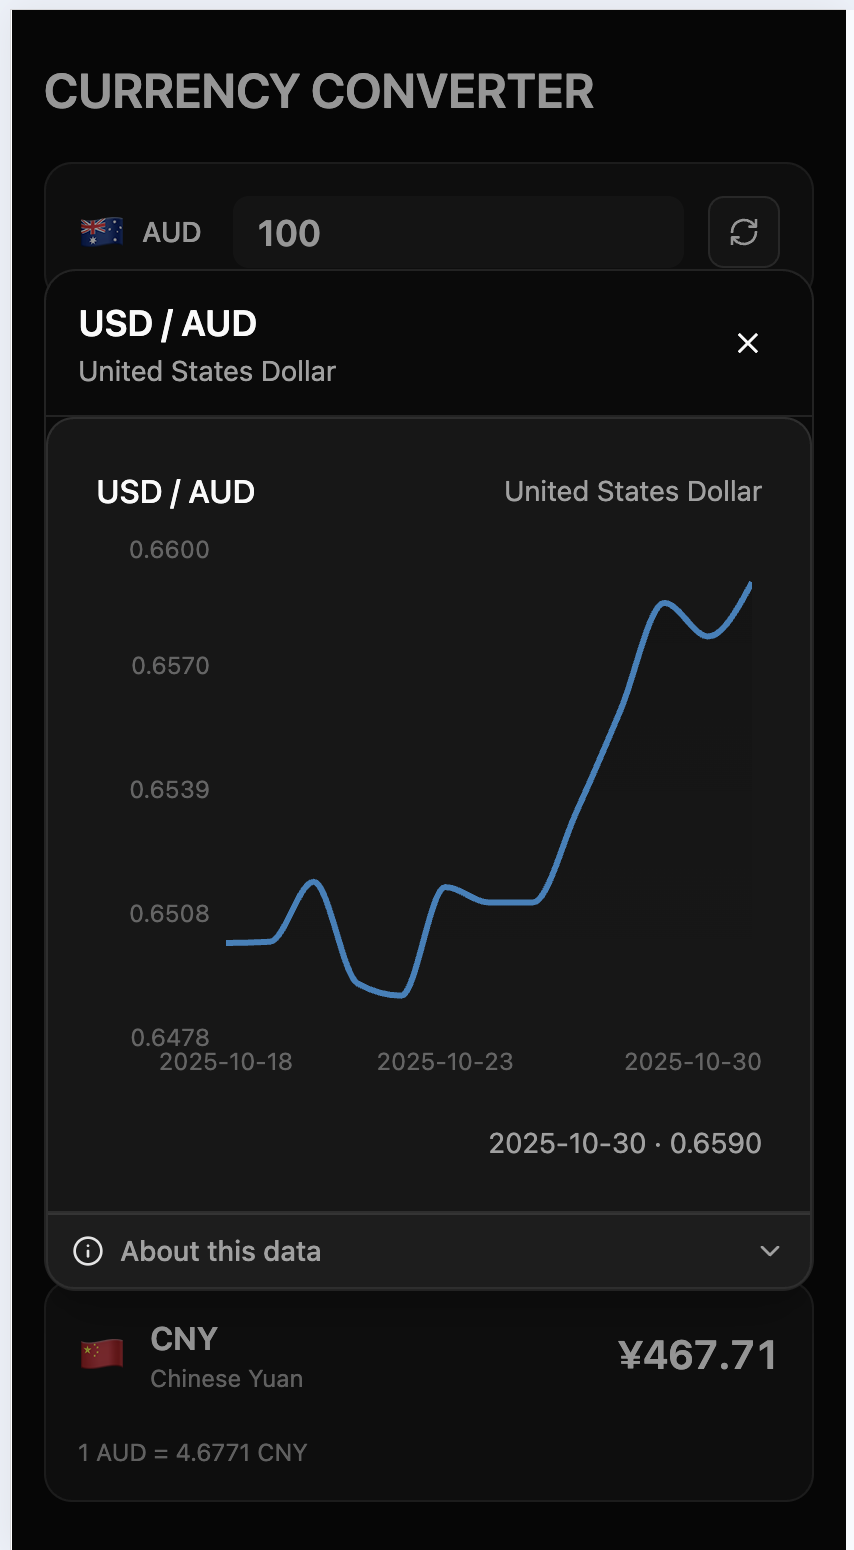 CURRENCY CONVERTER
AUD 100
USD / AUD
United States Dollar
USD / AUD United States Dollar
0.6600
0.6570
0.6539
0.6508
0.6478
2025-10-18 2025-10-23 2025-10-30
2025-10-30 · 0.6590
About this data
CNY
Chinese Yuan
¥467.71
1 AUD = 4.6771 CNY